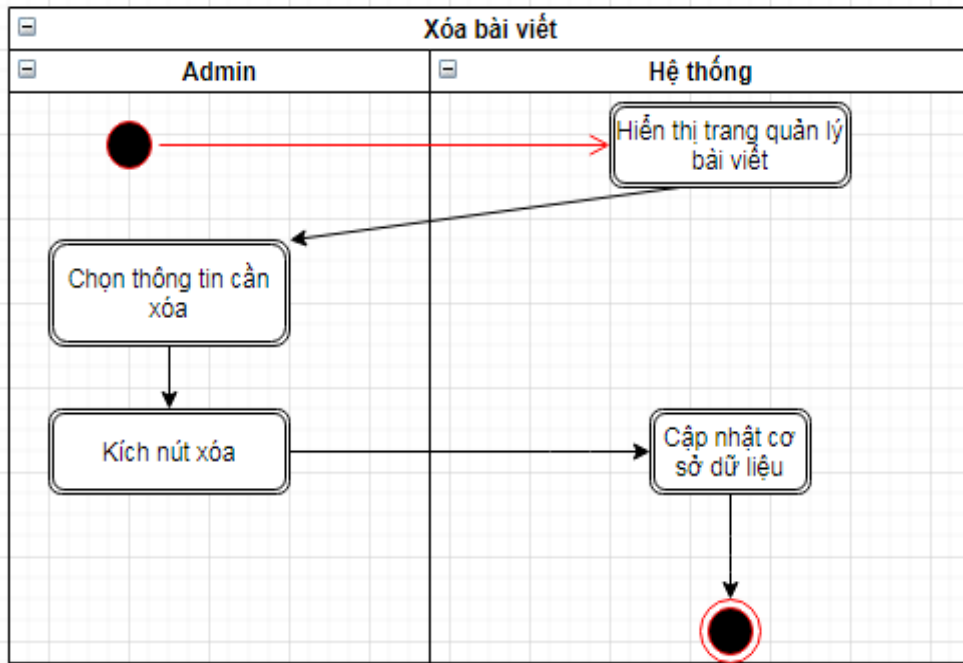 Xóa bài viết
Admin
Hệ thống
Hiển thị trang quản lý
bài viết
Chọn thông tin cần
xóa
Kích nút xóa
Cập nhật cơ
sở dữ liệu